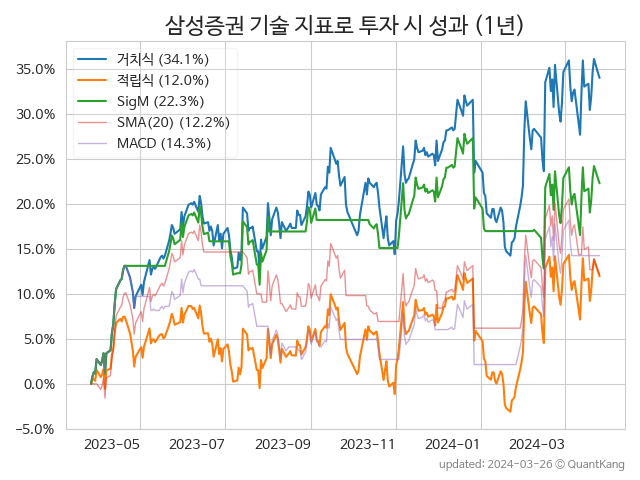 삼성증권 기술 지표로 투자 시 성과 (1년)
거치식 (34.1%)
적립식 (12.0%)
SigM (22.3%)
SMA(20) (12.2%)
MACD (14.3%)
35.0%
30.0%
25.0%
20.0%
15.0%
10.0%
5.0%
0.0%
−5.0%
2023-05 2023-07 2023-09 2023-11 2024-01 2024-03
updated: 2024-03-26 © QuantKang